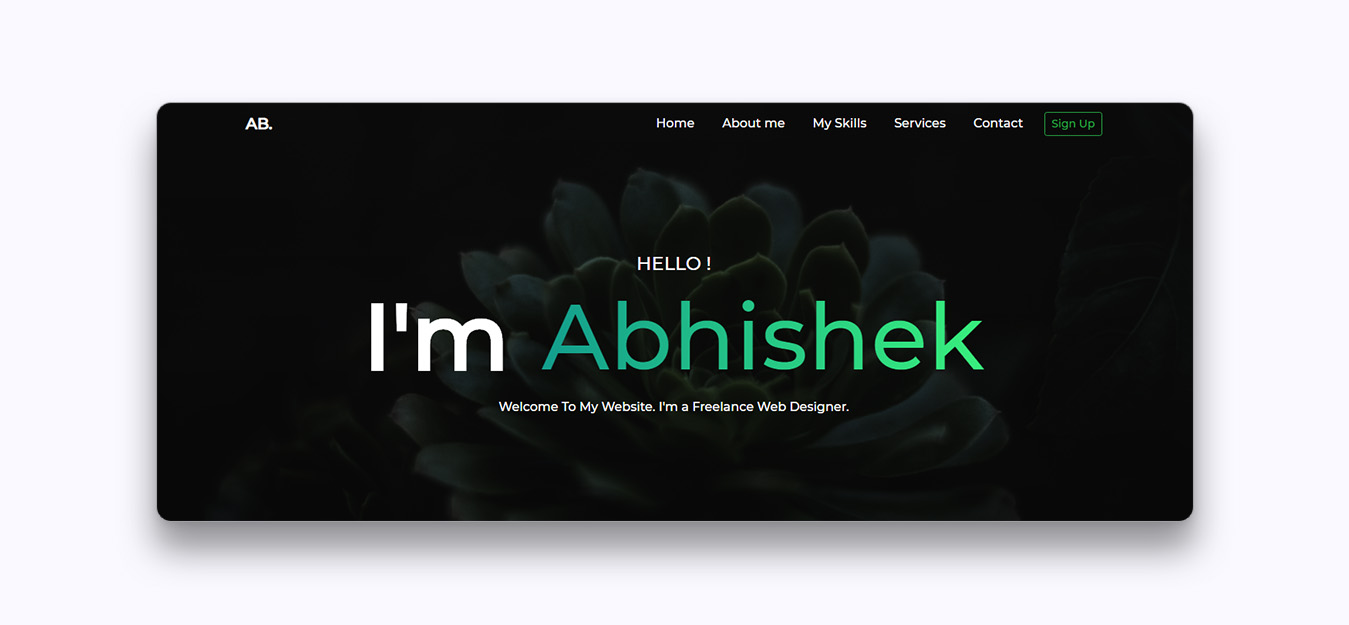 AB.
Home About me My Skills Services Contact Sign Up
HELLO !
I'm Abhishek
Welcome To My Website. I'm a Freelance Web Designer.